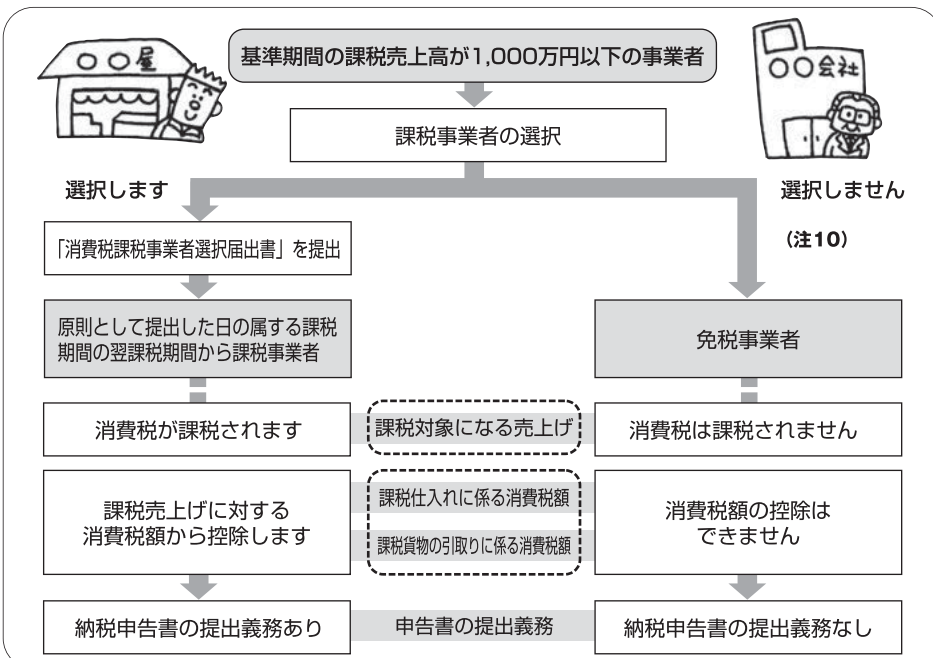 ○○屋
基準期間の課税売上高が1,000万円以下の事業者
○○会社
課税事業者の選択
選択します
選択しません
(注10)
「消費税課税事業者選択届出書」を提出
原則として提出した日の属する課税
期間の翌課税期間から課税事業者
免税事業者
消費税が課税されます
課税対象になる売上げ
消費税は課税されません
課税売上げに対する
消費税額から控除します
課税仕入れに係る消費税額
課税貨物の引取りに係る消費税額
消費税額の控除は
できません
納税申告書の提出義務あり
申告書の提出義務
納税申告書の提出義務なし